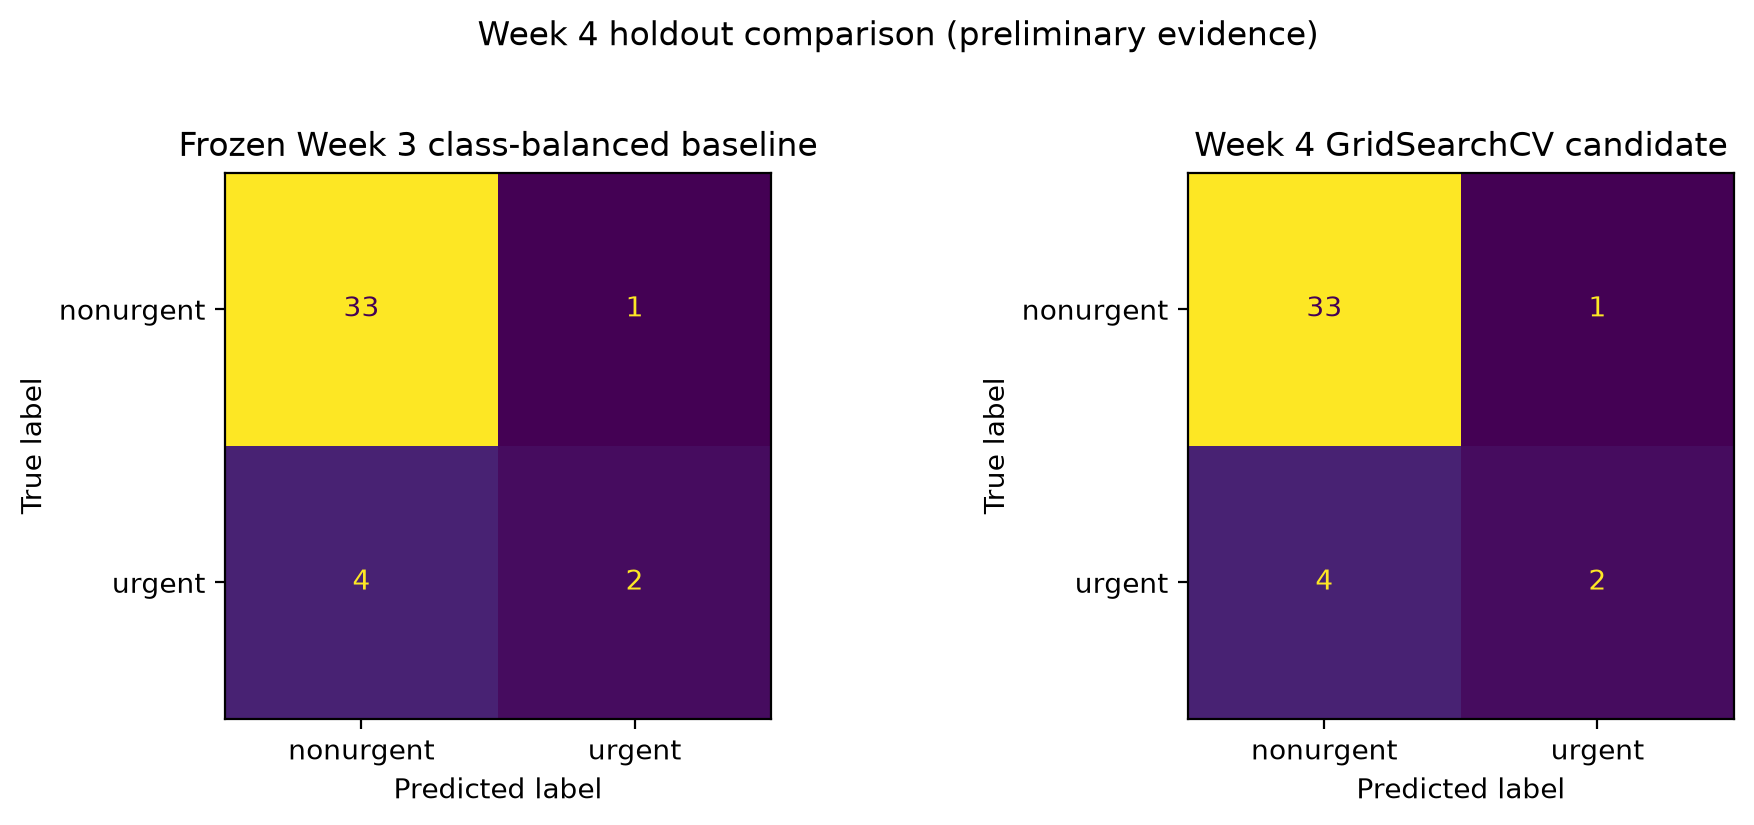 Week 4 holdout comparison (preliminary evidence)
Frozen Week 3 class-balanced baseline
True label
nonurgent
33
1
urgent
4
2
nonurgent
urgent
Predicted label
Week 4 GridSearchCV candidate
True label
nonurgent
33
1
urgent
4
2
nonurgent
urgent
Predicted label